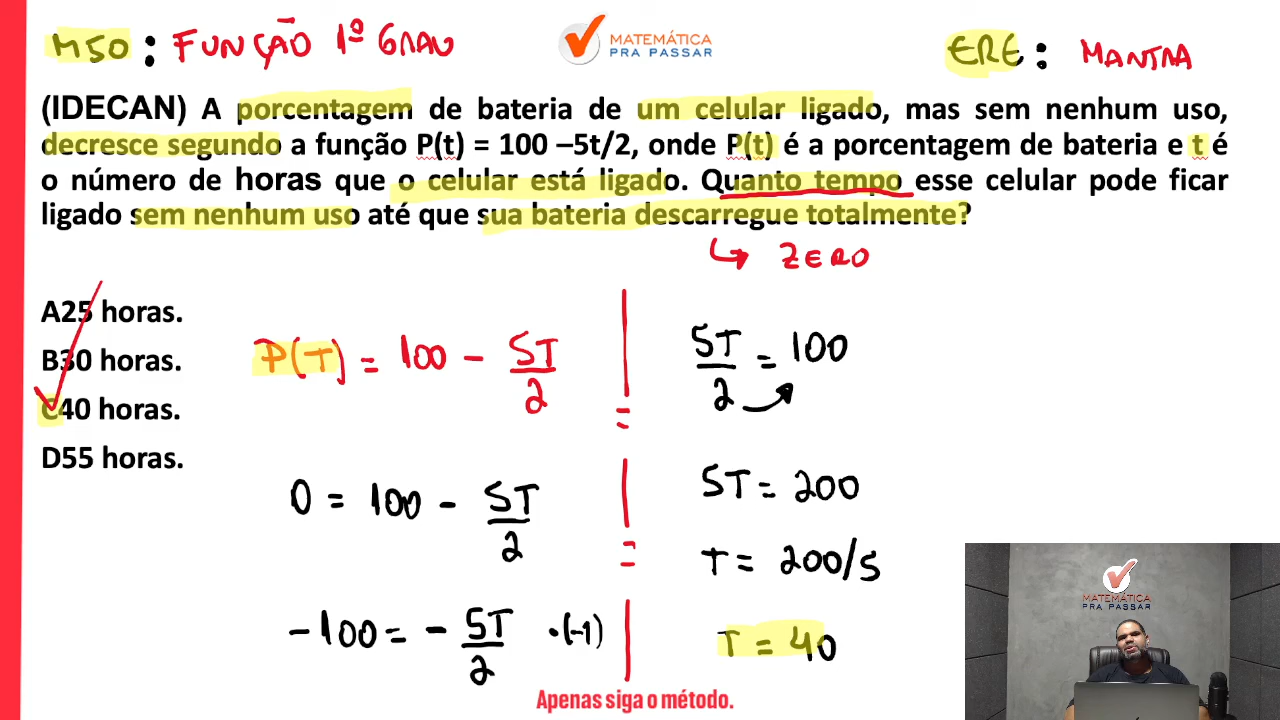 M50 : FUNÇÃO 1º GRAU
MATEMÁTICA
PRA PASSAR
ERE : MANTRA
(IDECAN) A porcentagem de bateria de um celular ligado, mas sem nenhum uso,
decresce segundo a função P(t) = 100 –5t/2, onde P(t) é a porcentagem de bateria e t é
o número de horas que o celular está ligado. Quanto tempo esse celular pode ficar
ligado sem nenhum uso até que sua bateria descarregue totalmente?
↳ ZERO
A25 horas.
B30 horas.
C40 horas.
D55 horas.
P(T) = 100 - 5T/2
0 = 100 - 5T/2
-100 = - 5T/2 •(-1)
5T/2 = 100
5T = 200
T = 200/5
T = 40
MATEMÁTICA
PRA PASSAR
Apenas siga o método.